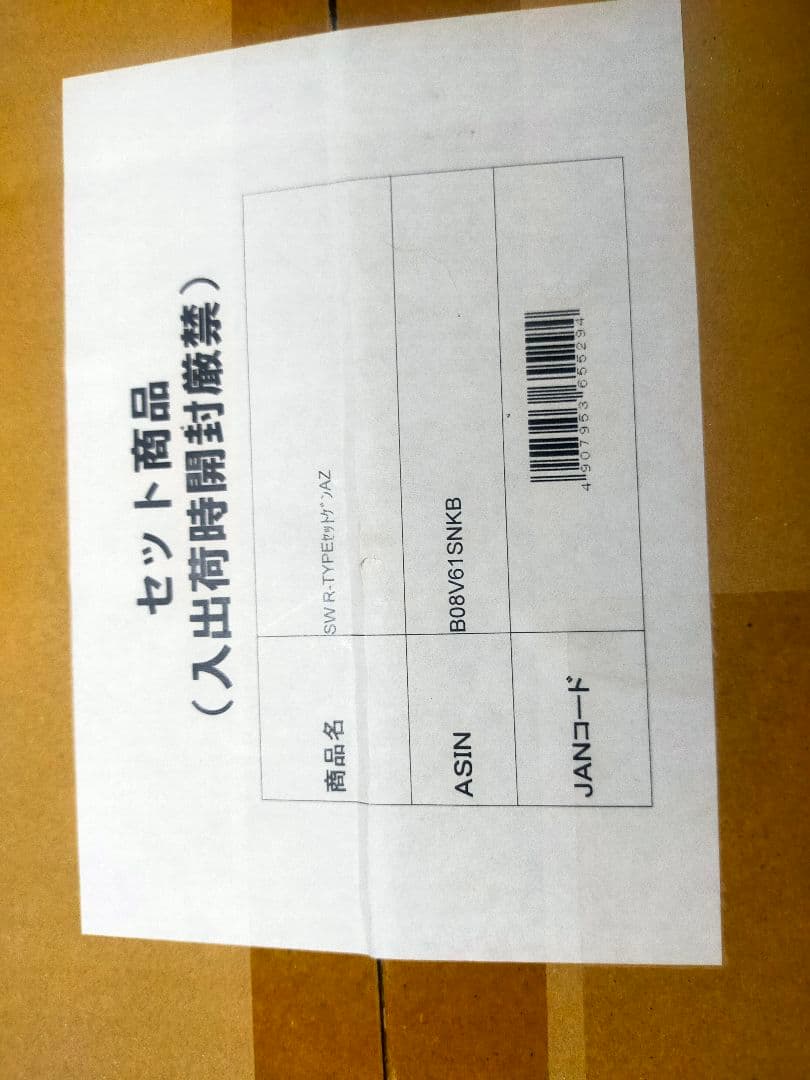 セット商品
（入出荷時開封厳禁）
商品名 SW R-TYPEｾｯﾄｹﾞﾝAZ
ASIN B08V61SNKB
JANコード 4907953655294